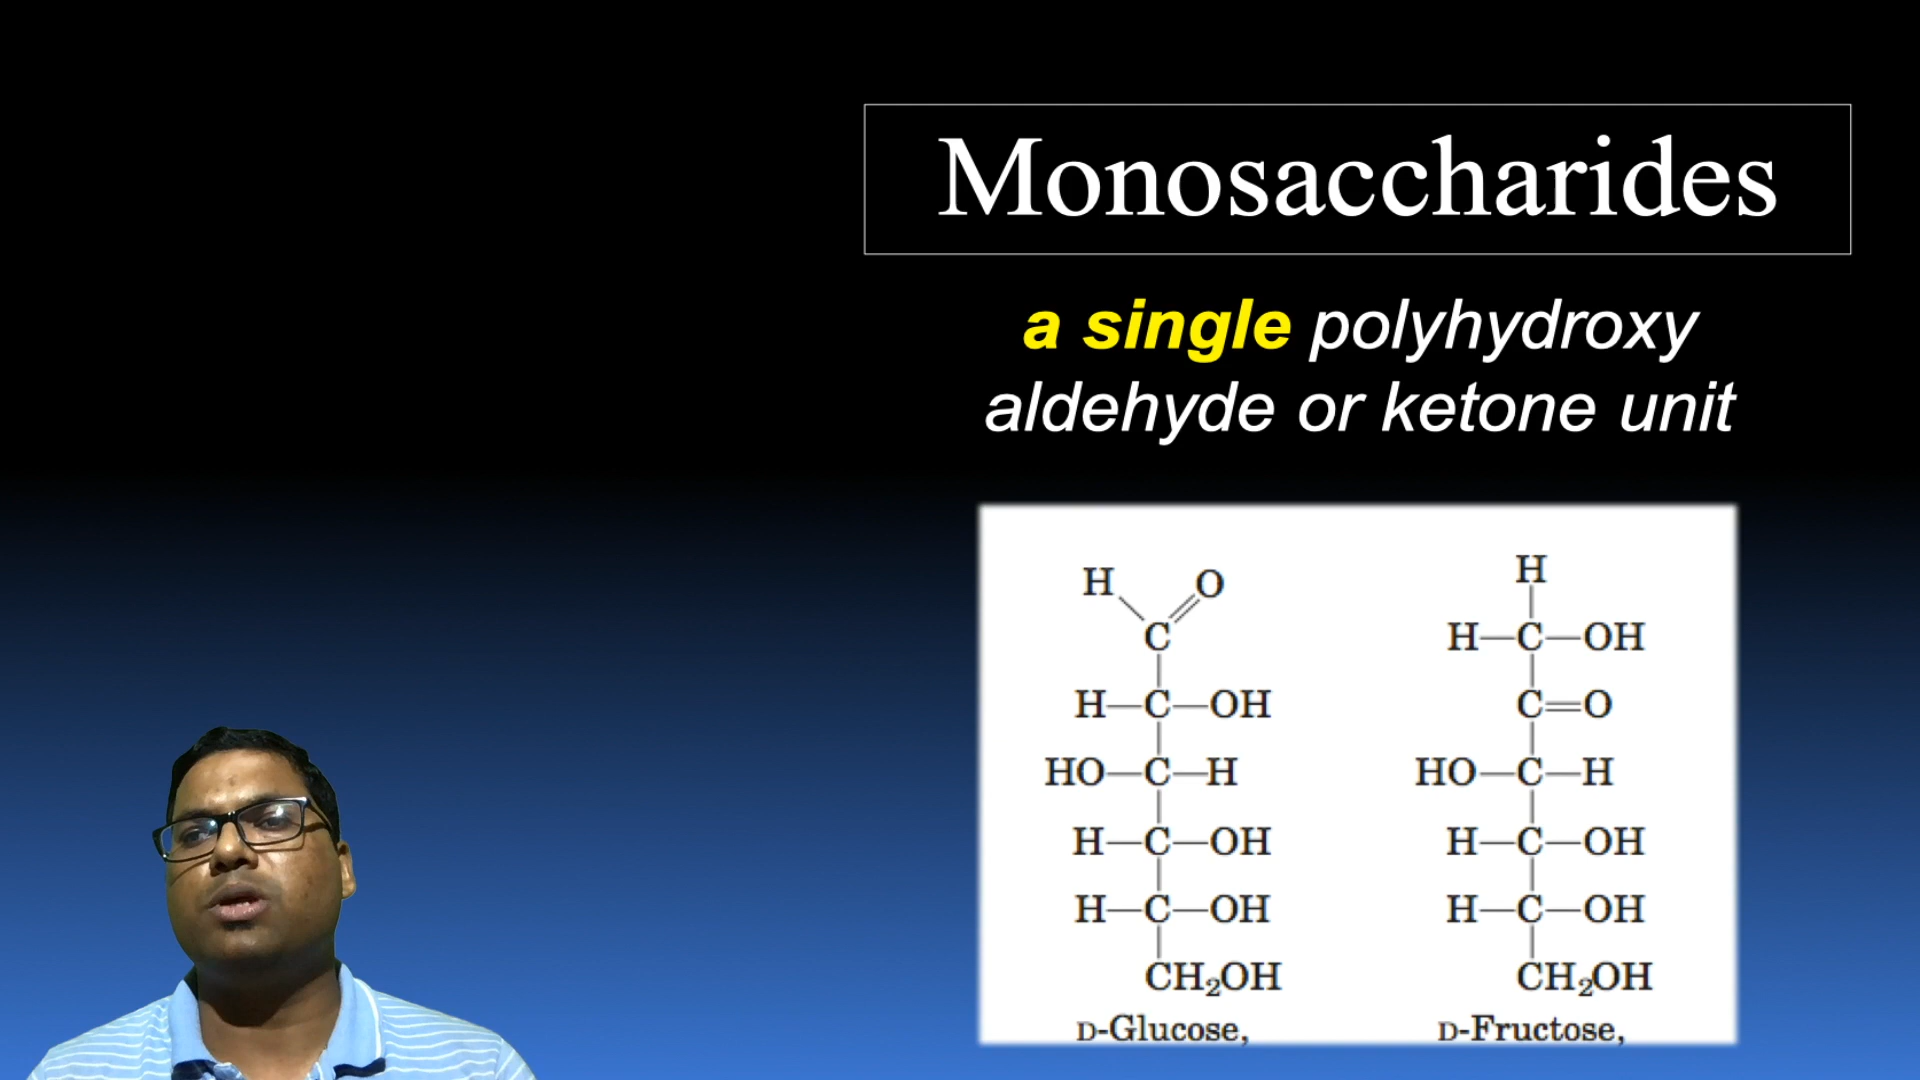 Monosaccharides
a single polyhydroxy
aldehyde or ketone unit
H O H
C H—C—OH
H—C—OH C=O
HO—C—H HO—C—H
H—C—OH H—C—OH
H—C—OH H—C—OH
CH₂OH CH₂OH
D-Glucose, D-Fructose,